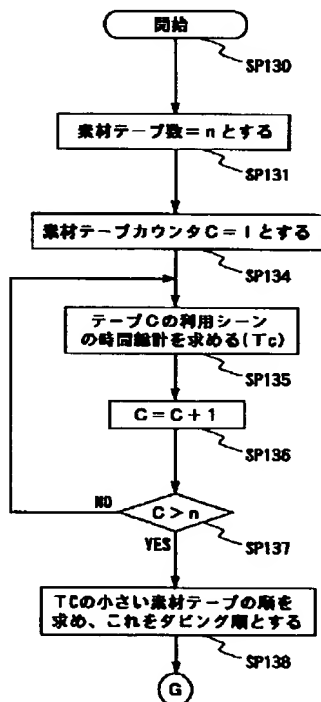 開始
SP130
素材テープ数=nとする
SP131
素材テープカウンタC=1とする
SP134
テープCの利用シーン
の時間総計を求める(Tc)
SP135
C=C+1
SP136
NO
C>n
YES
SP137
TCの小さい素材テープの順を
求め、これをダビング順とする
SP138
G